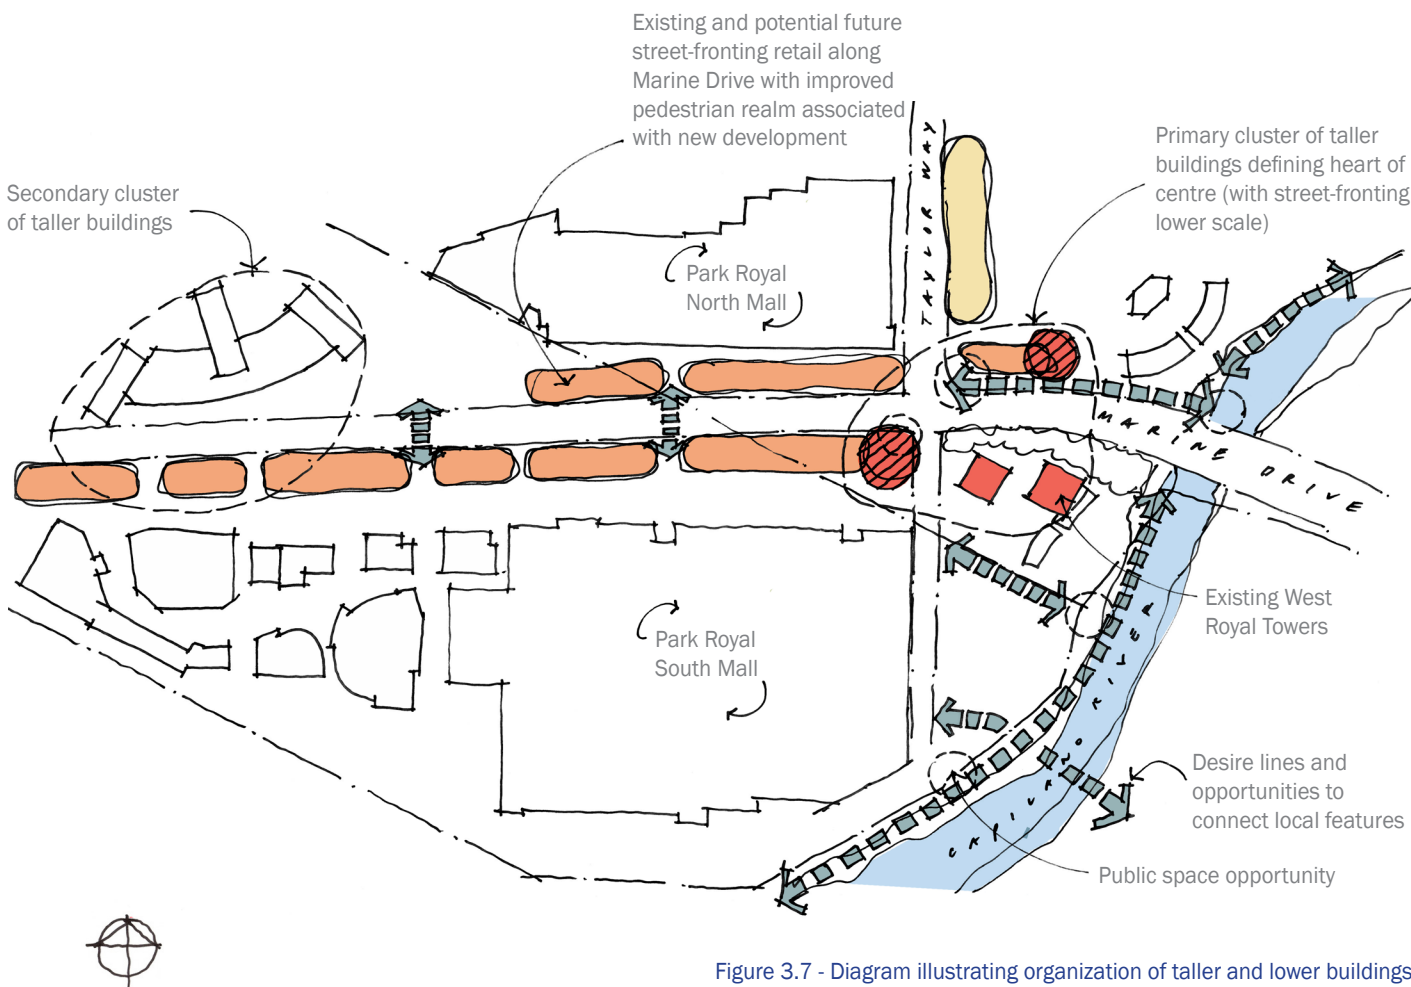 Existing and potential future
street-fronting retail along
Marine Drive with improved
pedestrian realm associated
with new development
Primary cluster of taller
buildings defining heart of
centre (with street-fronting
lower scale)
Secondary cluster
of taller buildings
TAYLOR WAY
Park Royal
North Mall
MARINE DRIVE
Existing West
Royal Towers
Park Royal
South Mall
CAPILANO RIVER
Desire lines and
opportunities to
connect local features
Public space opportunity
Figure 3.7 - Diagram illustrating organization of taller and lower buildings